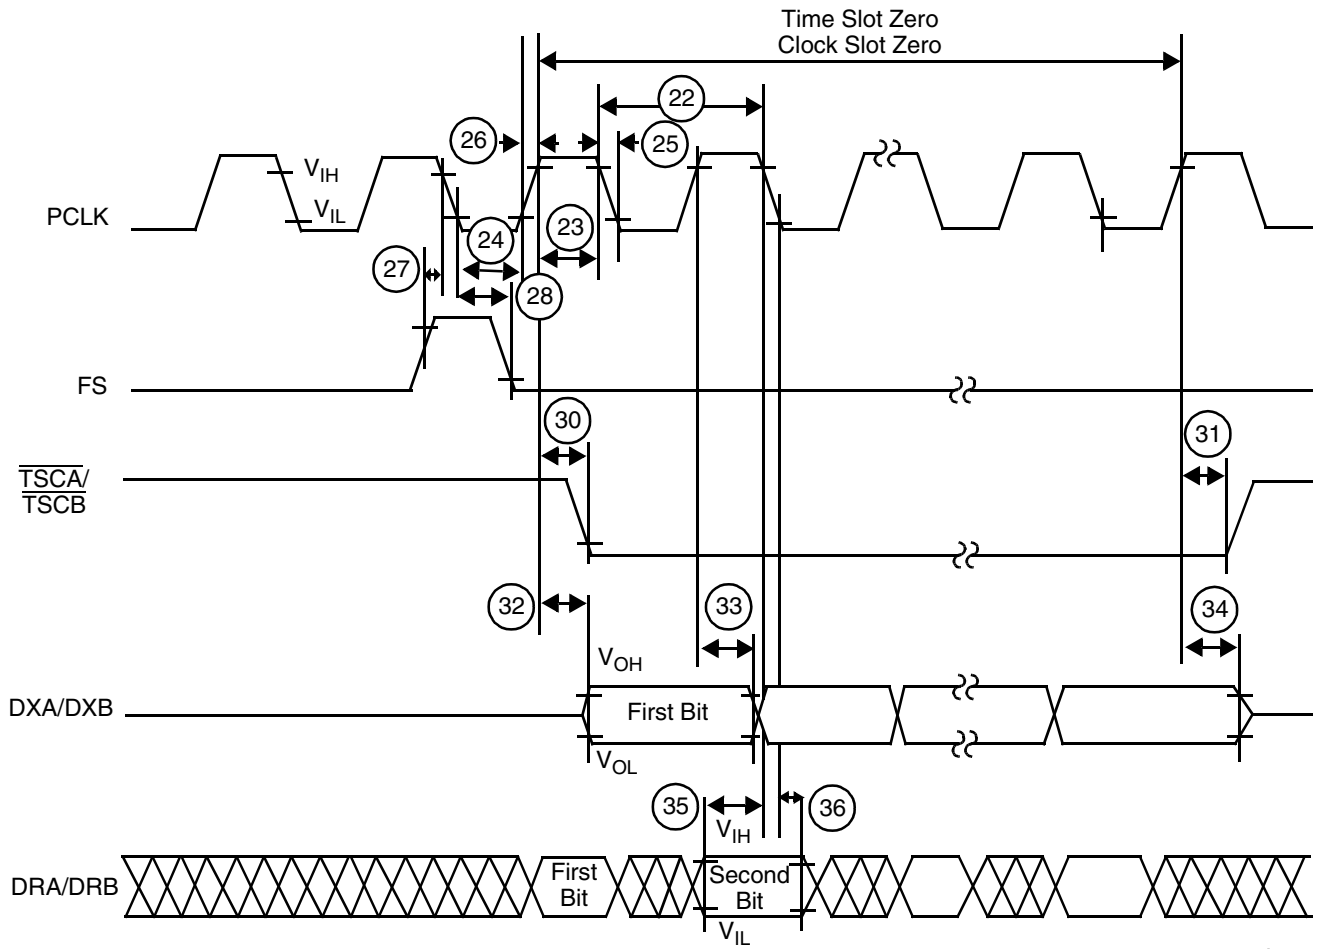 Time Slot Zero
Clock Slot Zero
22
26
25
V_IH
V_IL
PCLK
23
24
27
28
FS
30
31
TSCA/
TSCB
32
33
34
V_OH
DXA/DXB
First Bit
V_OL
35
36
V_IH
DRA/DRB
First
Bit
Second
Bit
V_IL